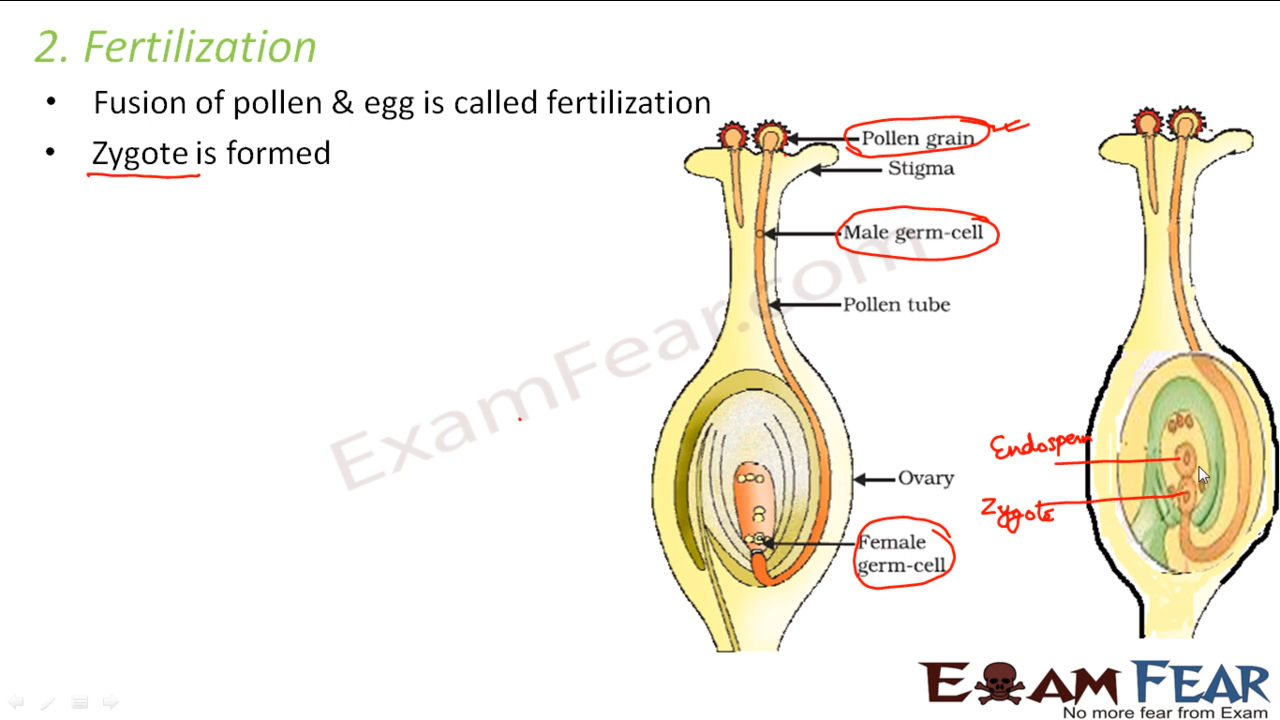 2. Fertilization
• Fusion of pollen & egg is called fertilization
• Zygote is formed
Pollen grain
Stigma
Male germ-cell
Pollen tube
Ovary
Female
germ-cell
Endosperm
Zygote
ExamFear.com
EXAM FEAR
No more fear from Exam